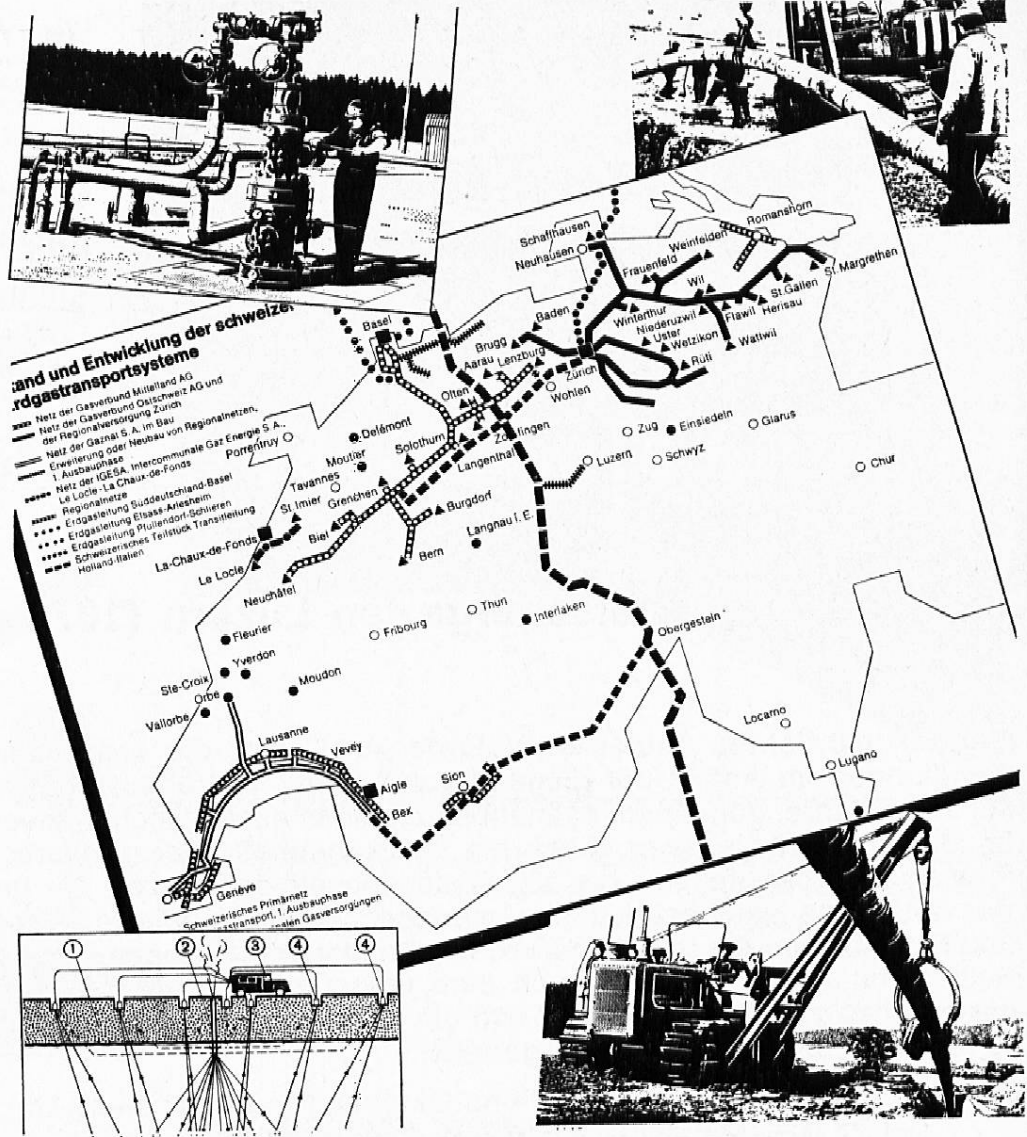 tand und Entwicklung der schweizer
rdgastransportsysteme
Netz der Gasverbund Mittelland AG
Netz der Gasverbund Ostschweiz AG und
der Regionalversorgung Zürich
Netz der Gaznat S. A. im Bau
Erweiterung oder Neubau von Regionalnetzen,
1. Ausbauphase
Netz der IGESA, Intercommunale Gaz Energie S. A.,
Le Locle - La Chaux-de-Fonds
Regionalnetze
Erdgasleitung Süddeutschland-Basel
Erdgasleitung Elsass-Arlesheim
Erdgasleitung Pfullendorf-Schlieren
Schweizerisches Teilstück Transitleitung
Holland-Italien
Romanshorn
Schaffhausen
Neuhausen
Weinfelden
Frauenfeld
St. Margrethen
Wil
St. Gallen
Herisau
Flawil
Niederuzwil
Winterthur
Wattwil
Uster
Wetzikon
Rüti
Baden
Brugg
Basel
Aarau
Lenzburg
Zürich
Wohlen
Olten
Zofingen
Zug
Einsiedeln
Glarus
Luzern
Schwyz
Chur
Delémont
Porrentruy
Solothurn
Langenthal
Moutier
Tavannes
Grenchen
St. Imier
Burgdorf
Biel
Langnau i. E.
La-Chaux-de-Fonds
Bern
Le Locle
Neuchâtel
Thun
Interlaken
Fribourg
Obergesteln
Fleurier
Yverdon
Ste-Croix
Moudon
Orbe
Vallorbe
Locarno
Lausanne
Vevey
Lugano
Sion
Aigle
Bex
Genève
Schweizerisches Primärnetz
gastransport, 1. Ausbauphase
nalen Gasversorgungen
1 2 3 4 4